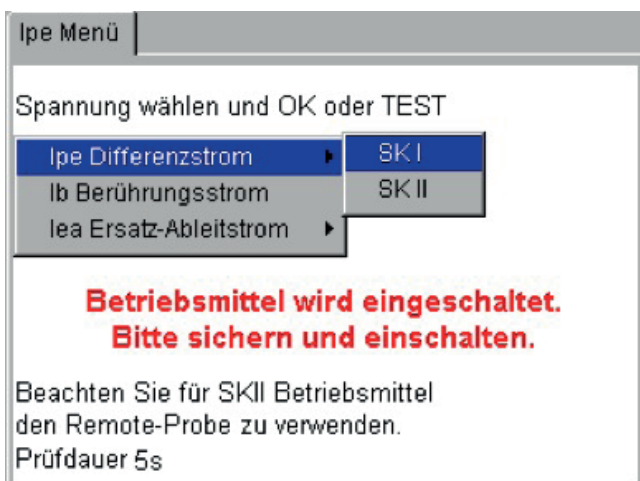 Ipe Menü
Spannung wählen und OK oder TEST
Ipe Differenzstrom SK I
Ib Berührungsstrom SK II
Iea Ersatz-Ableitstrom
Betriebsmittel wird eingeschaltet.
Bitte sichern und einschalten.
Beachten Sie für SKII Betriebsmittel
den Remote-Probe zu verwenden.
Prüfdauer 5s